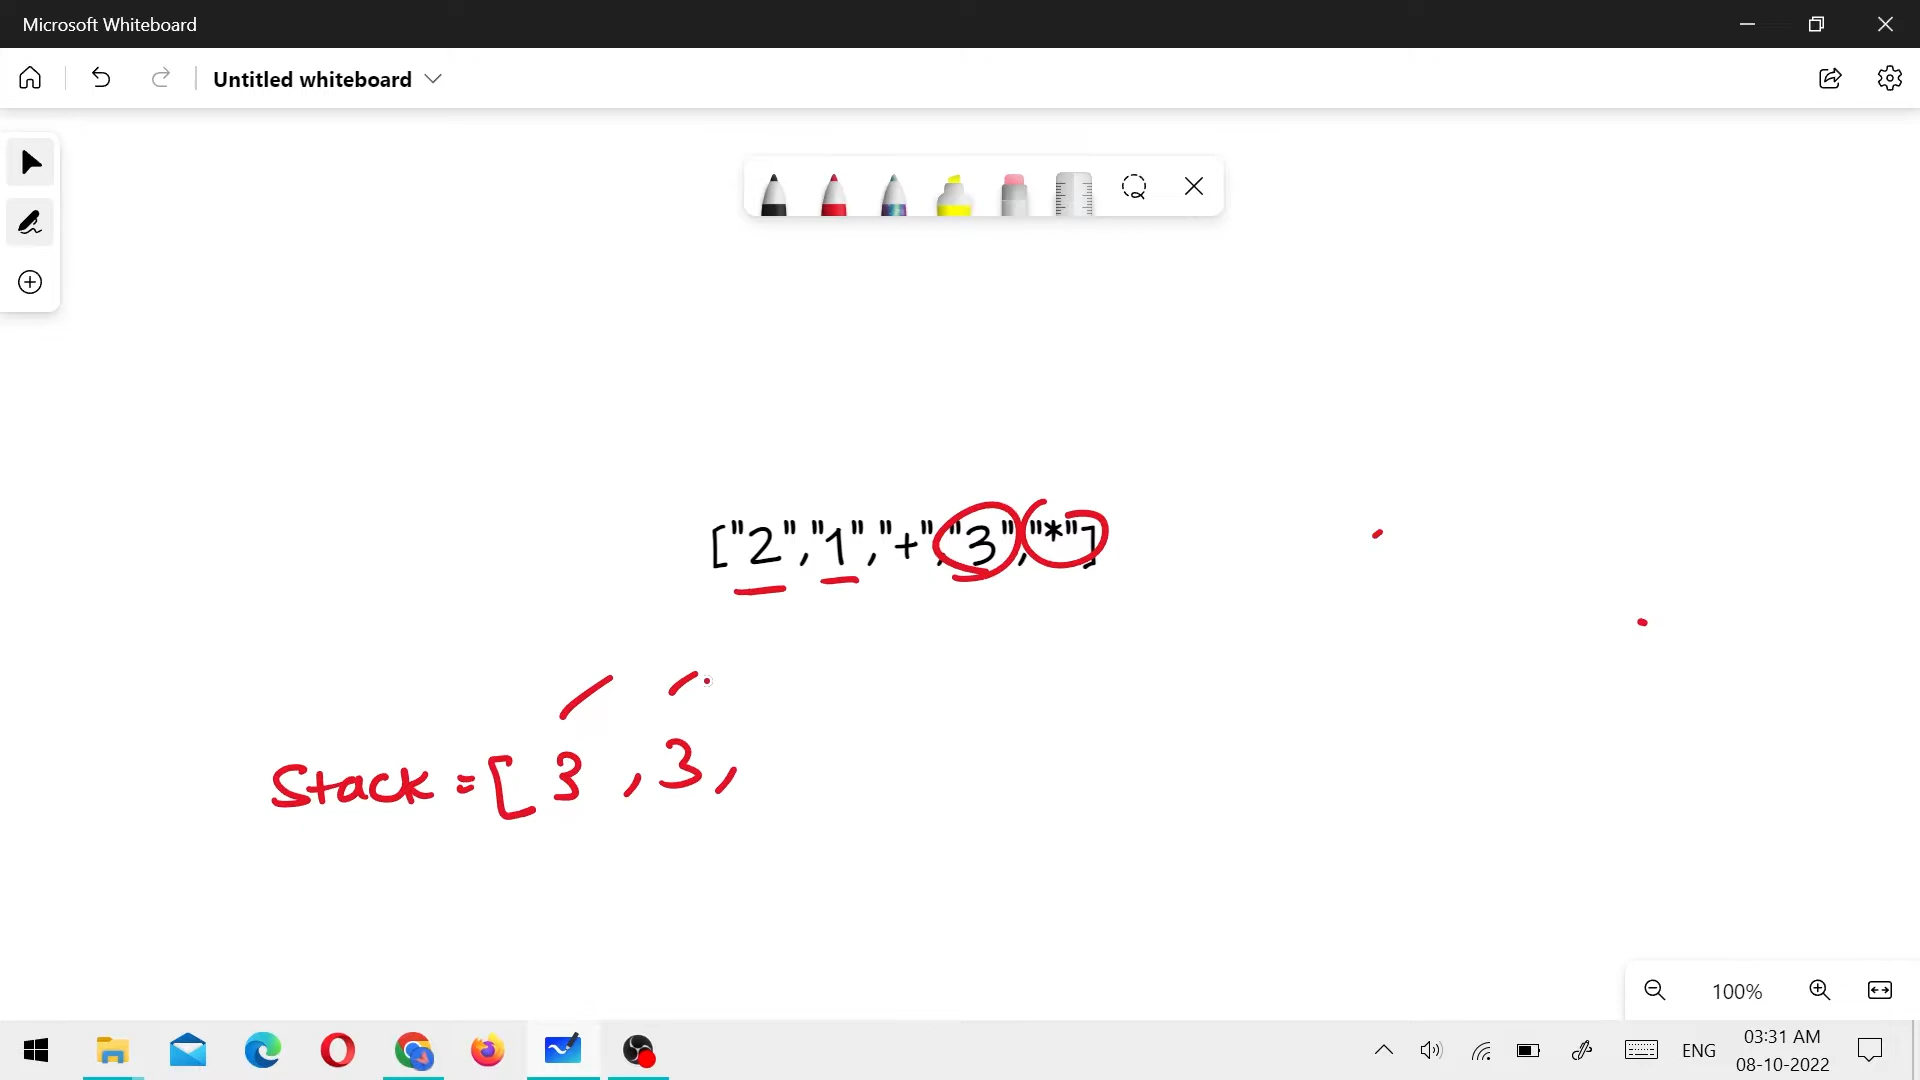 Microsoft Whiteboard
Untitled whiteboard
["2","1","+","3","*"]
Stack = [ 3 , 3 ,
100%
ENG
03:31 AM
08-10-2022